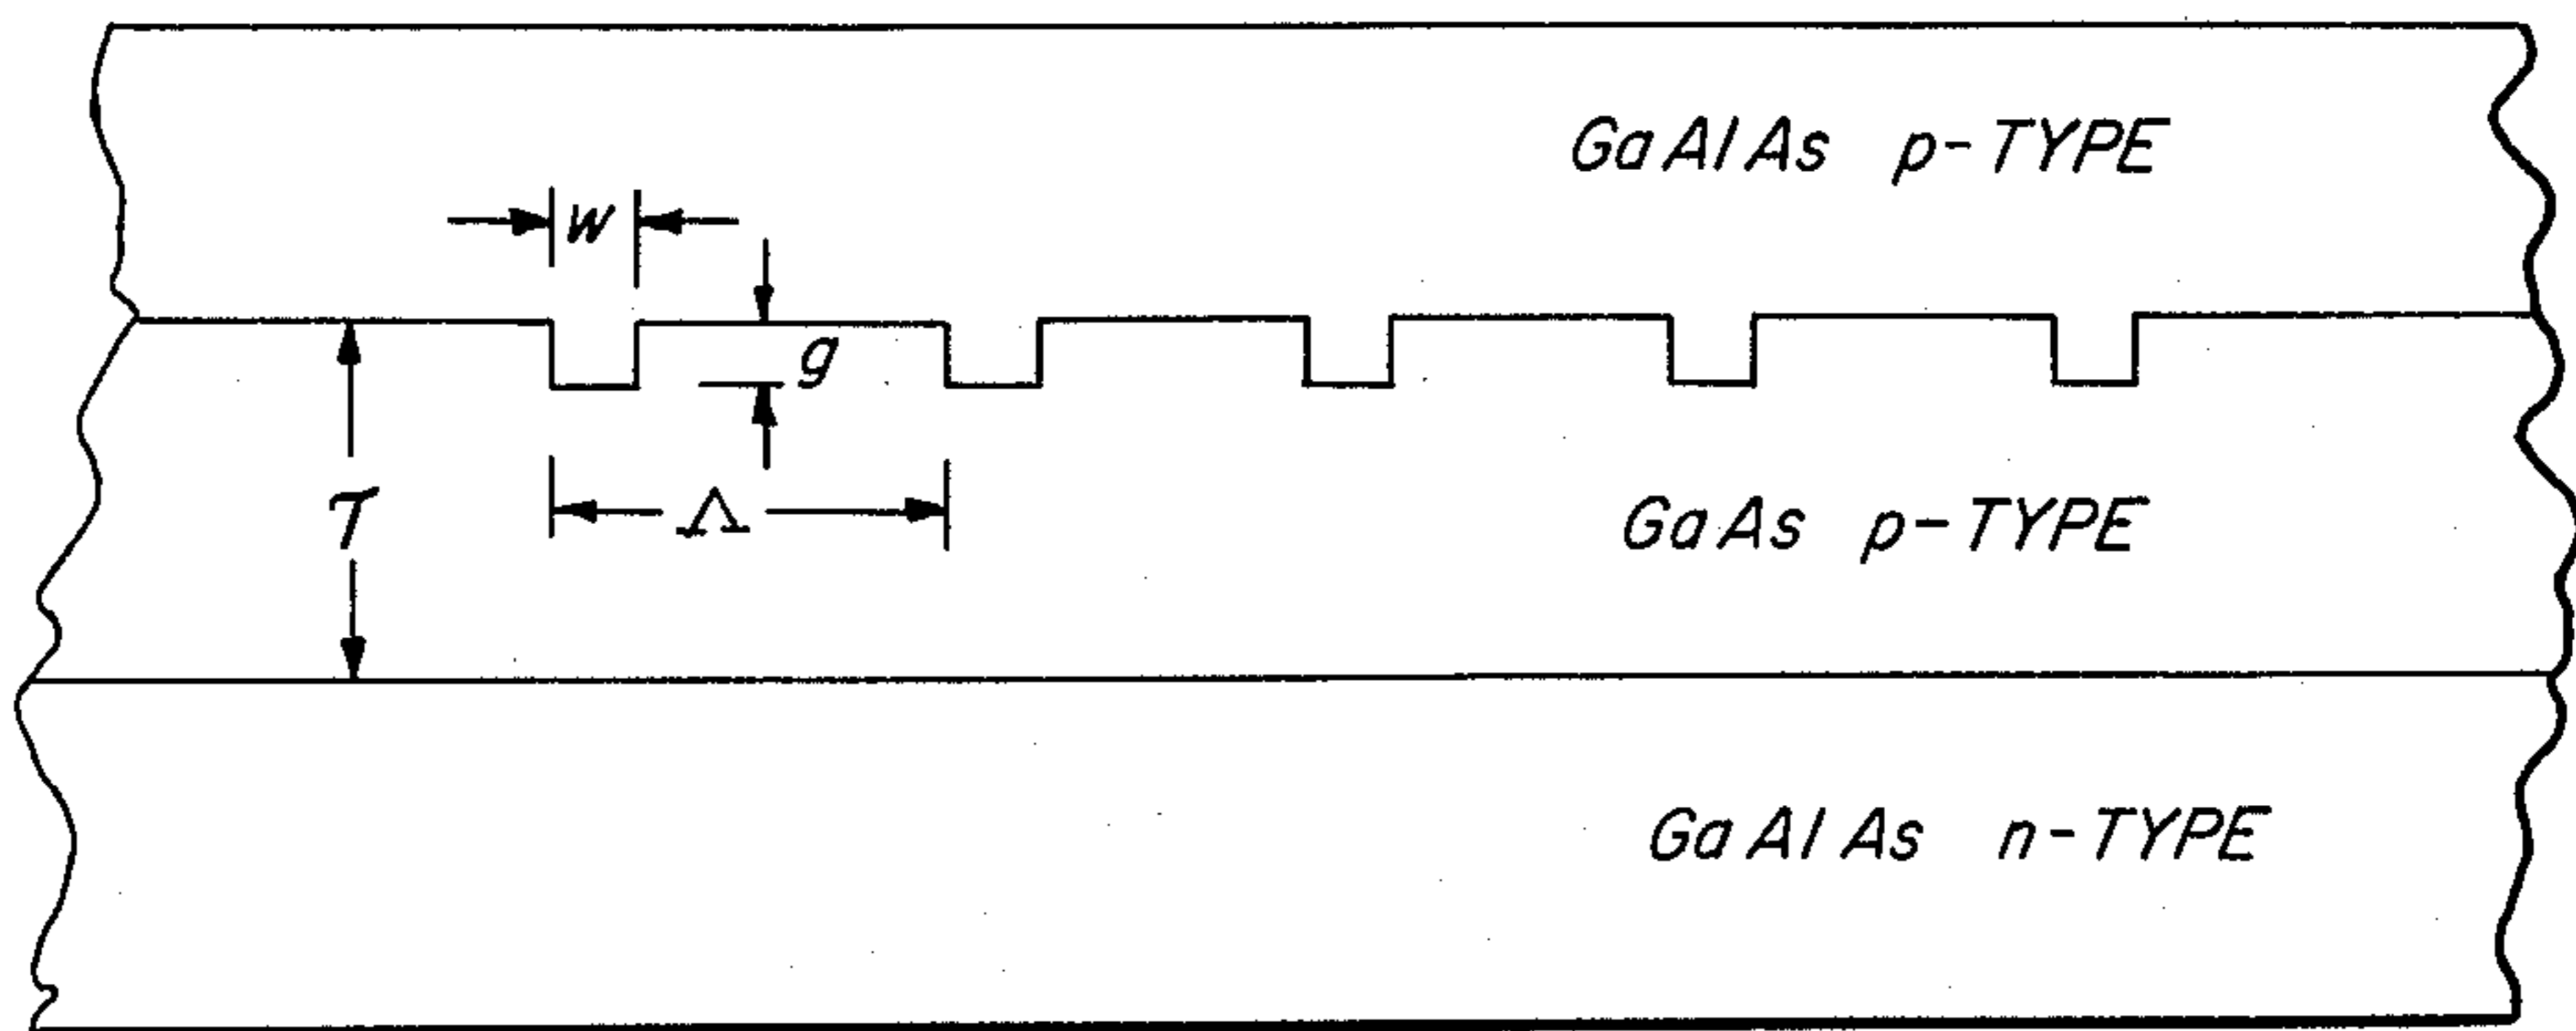 GaAlAs p-TYPE
w
g
τ
Λ
GaAs p-TYPE
GaAlAs n-TYPE